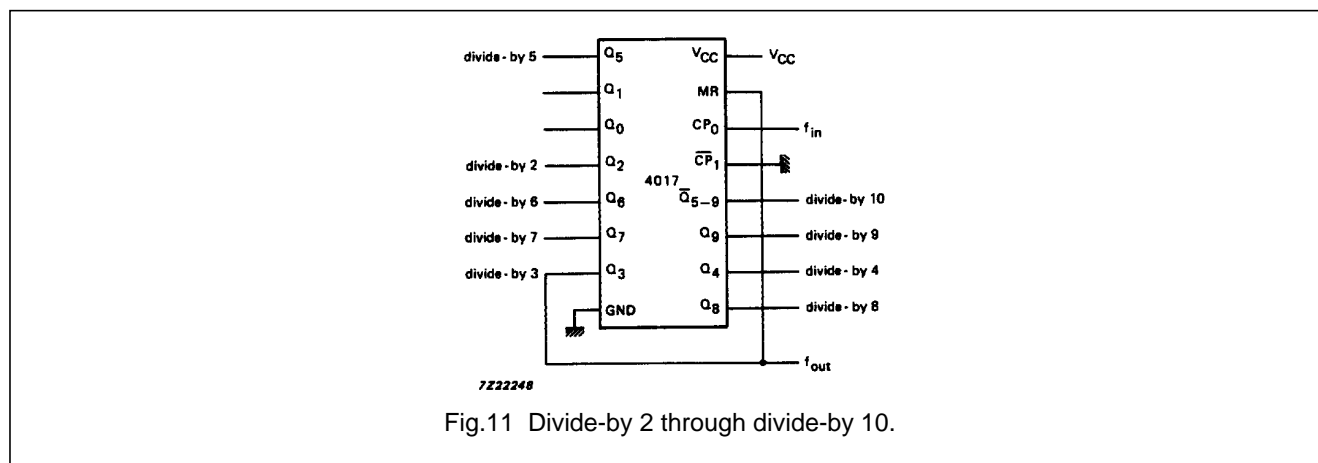 divide-by 5 Q5 VCC VCC
Q1 MR
Q0 CP0 fin
divide-by 2 Q2 CP1
4017
divide-by 6 Q6 Q5–9 divide-by 10
divide-by 7 Q7 Q9 divide-by 9
divide-by 3 Q3 Q4 divide-by 4
GND Q8 divide-by 8
fout
7Z22248
Fig.11 Divide-by 2 through divide-by 10.